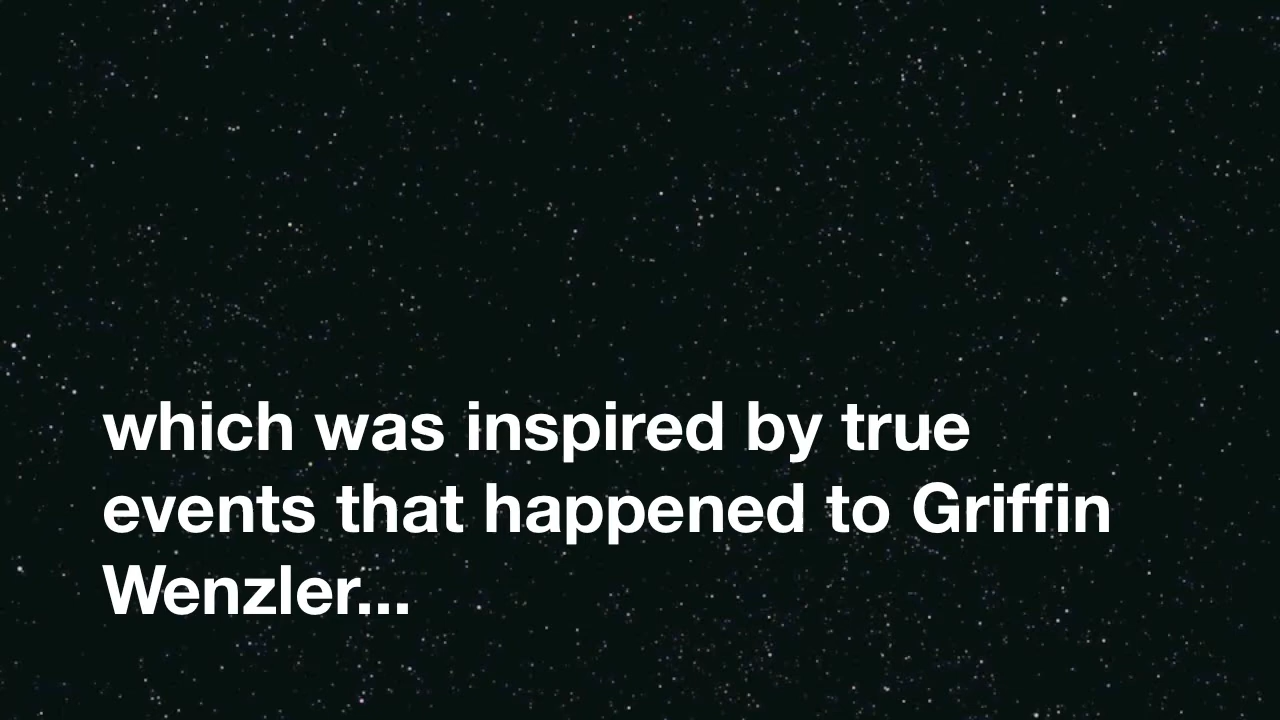 which was inspired by true
events that happened to Griffin
Wenzler...